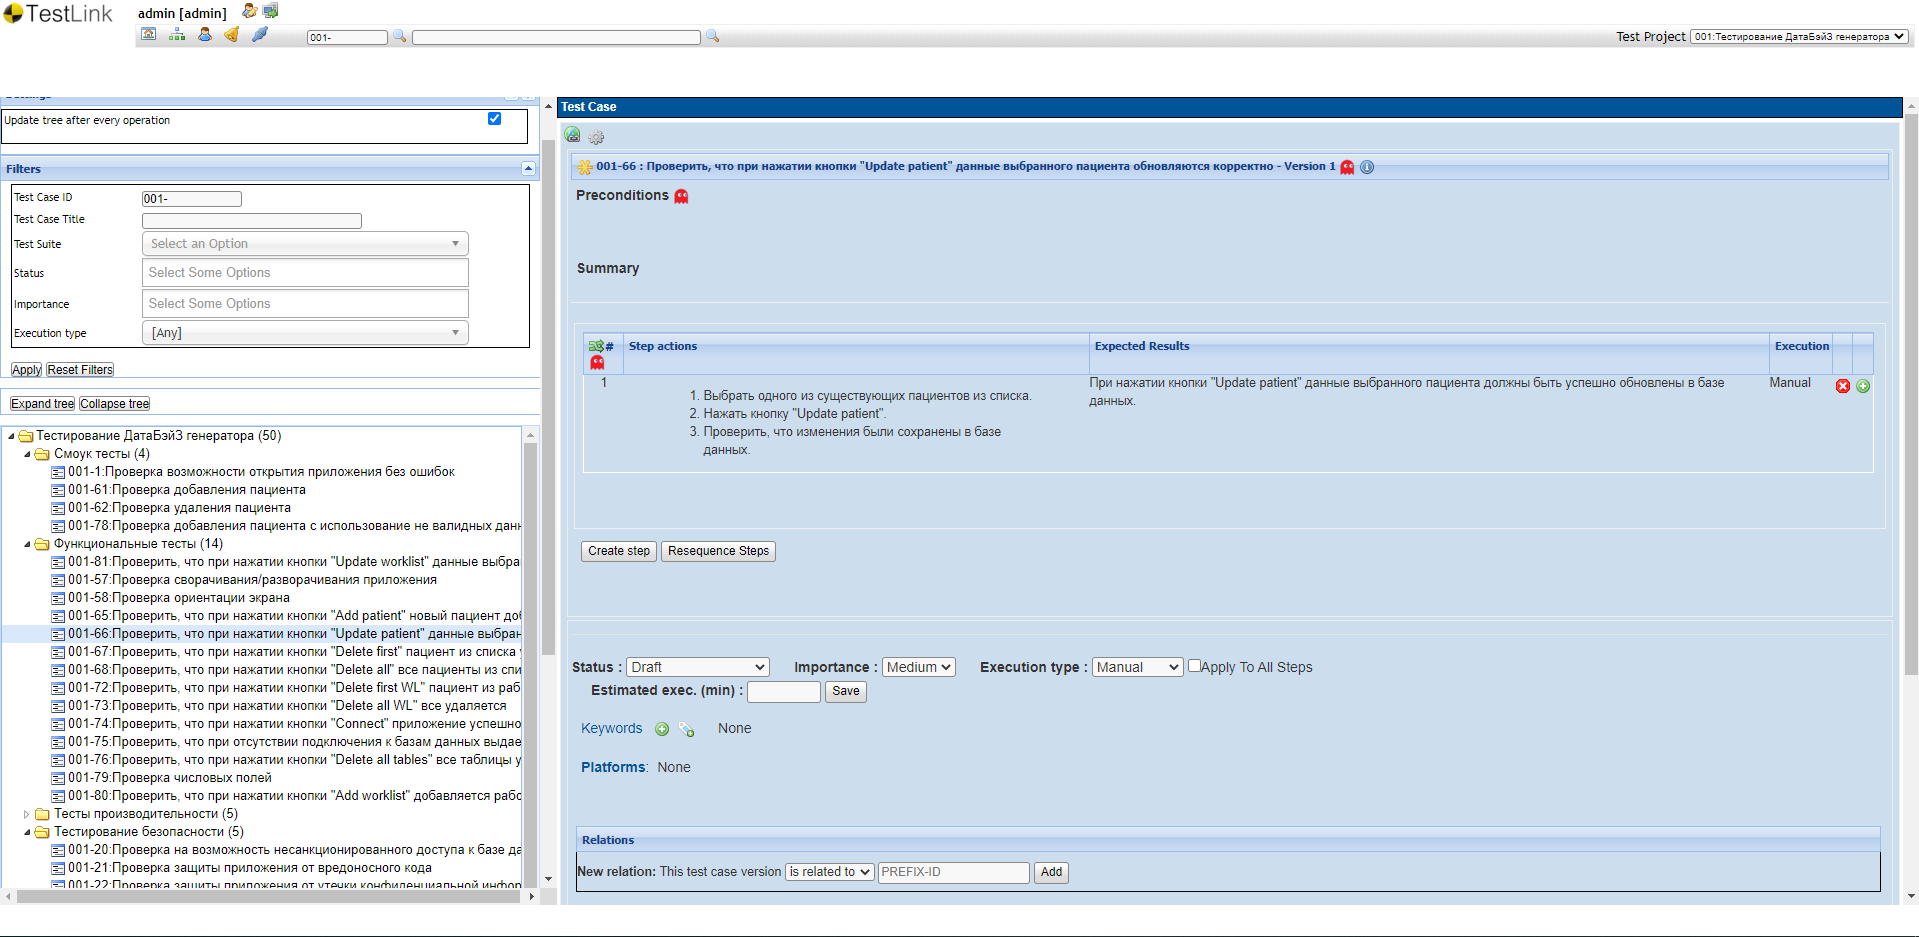 TestLink
admin [admin]
001-
Test Project 001:Тестирование ДатаБэйЗ генератора
Update tree after every operation
Filters
Test Case ID 001-
Test Case Title
Test Suite Select an Option
Status Select Some Options
Importance Select Some Options
Execution type [Any]
Apply Reset Filters
Expand tree Collapse tree
Тестирование ДатаБэйЗ генератора (50)
Смоук тесты (4)
001-1:Проверка возможности открытия приложения без ошибок
001-61:Проверка добавления пациента
001-62:Проверка удаления пациента
001-78:Проверка добавления пациента с использование не валидных данн
Функциональные тесты (14)
001-81:Проверить, что при нажатии кнопки "Update worklist" данные выбра
001-57:Проверка сворачивания/разворачивания приложения
001-58:Проверка ориентации экрана
001-65:Проверить, что при нажатии кнопки "Add patient" новый пациент доб
001-66:Проверить, что при нажатии кнопки "Update patient" данные выбран
001-67:Проверить, что при нажатии кнопки "Delete first" пациент из списка
001-68:Проверить, что при нажатии кнопки "Delete all" все пациенты из спи
001-72:Проверить, что при нажатии кнопки "Delete first WL" пациент из раб
001-73:Проверить, что при нажатии кнопки "Delete all WL" все удаляется
001-74:Проверить, что при нажатии кнопки "Connect" приложение успешно
001-75:Проверить, что при отсутствии подключения к базам данных выдае
001-76:Проверить, что при нажатии кнопки "Delete all tables" все таблицы у
001-79:Проверка числовых полей
001-80:Проверить, что при нажатии кнопки "Add worklist" добавляется рабо
Тесты производительности (5)
Тестирование безопасности (5)
001-20:Проверка на возможность несанкционированного доступа к базе да
001-21:Проверка защиты приложения от вредоносного кода
001-22:Проверка защиты приложения от утечки конфиденциальной инфор
Test Case
001-66 : Проверить, что при нажатии кнопки "Update patient" данные выбранного пациента обновляются корректно - Version 1
Preconditions
Summary
# Step actions Expected Results Execution
1
1. Выбрать одного из существующих пациентов из списка.
2. Нажать кнопку "Update patient".
3. Проверить, что изменения были сохранены в базе
данных.
При нажатии кнопки "Update patient" данные выбранного пациента должны быть успешно обновлены в базе
данных.
Manual
Create step Resequence Steps
Status : Draft Importance : Medium Execution type : Manual Apply To All Steps
Estimated exec. (min) : Save
Keywords None
Platforms: None
Relations
New relation: This test case version is related to PREFIX-ID Add